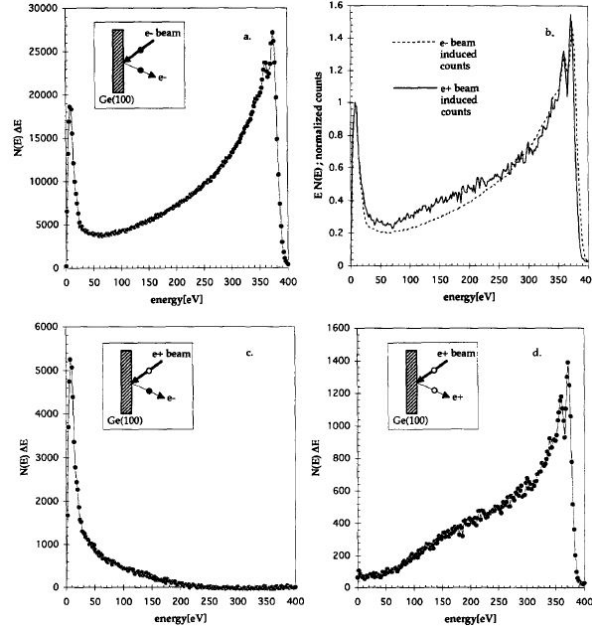 30000
25000
20000
15000
10000
5000
0
N(E) ΔE
a.
e- beam
e-
Ge(100)
0 50 100 150 200 250 300 350 400
energy[eV]
1.6
1.4
1.2
1
0.8
0.6
0.4
0.2
0
E N(E) ; normalized counts
b.
e- beam
induced
counts
e+ beam
induced
counts
0 50 100 150 200 250 300 350 400
energy[eV]
6000
5000
4000
3000
2000
1000
0
N(E) ΔE
c.
e+ beam
e-
Ge(100)
0 50 100 150 200 250 300 350 400
energy[eV]
1600
1400
1200
1000
800
600
400
200
0
N(E) ΔE
d.
e+ beam
e+
Ge(100)
0 50 100 150 200 250 300 350 400
energy[eV]